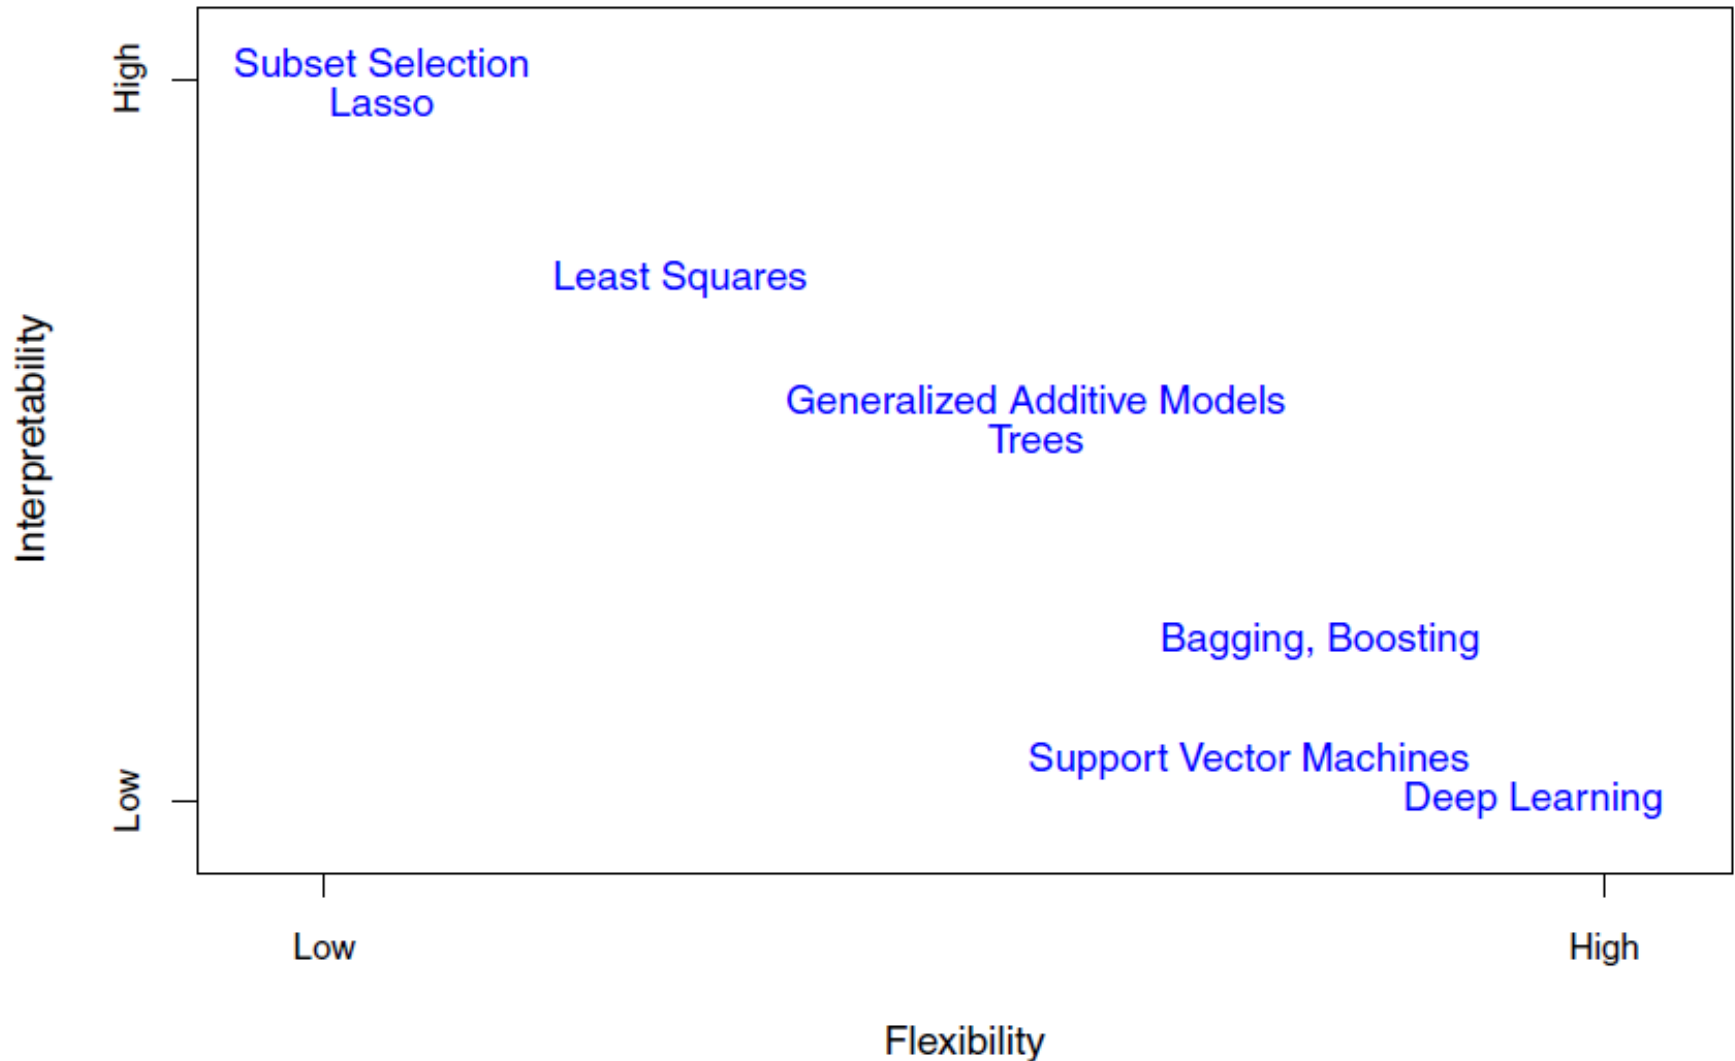 High
Subset Selection
Lasso
Least Squares
Interpretability
Generalized Additive Models
Trees
Bagging, Boosting
Support Vector Machines
Low
Deep Learning
Low
High
Flexibility